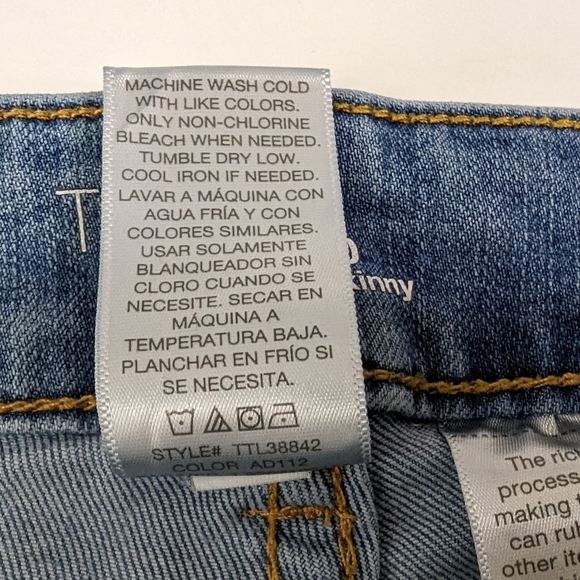 MACHINE WASH COLD
WITH LIKE COLORS.
ONLY NON-CHLORINE
BLEACH WHEN NEEDED.
TUMBLE DRY LOW.
COOL IRON IF NEEDED.
LAVAR A MÁQUINA CON
AGUA FRÍA Y CON
COLORES SIMILARES.
USAR SOLAMENTE
BLANQUEADOR SIN
CLORO CUANDO SE
NECESITE. SECAR EN
MÁQUINA A
TEMPERATURA BAJA.
PLANCHAR EN FRÍO SI
SE NECESITA.
STYLE# TTL38842
COLOR AD112
T
kinny
The rich
process
making
can ru
other it